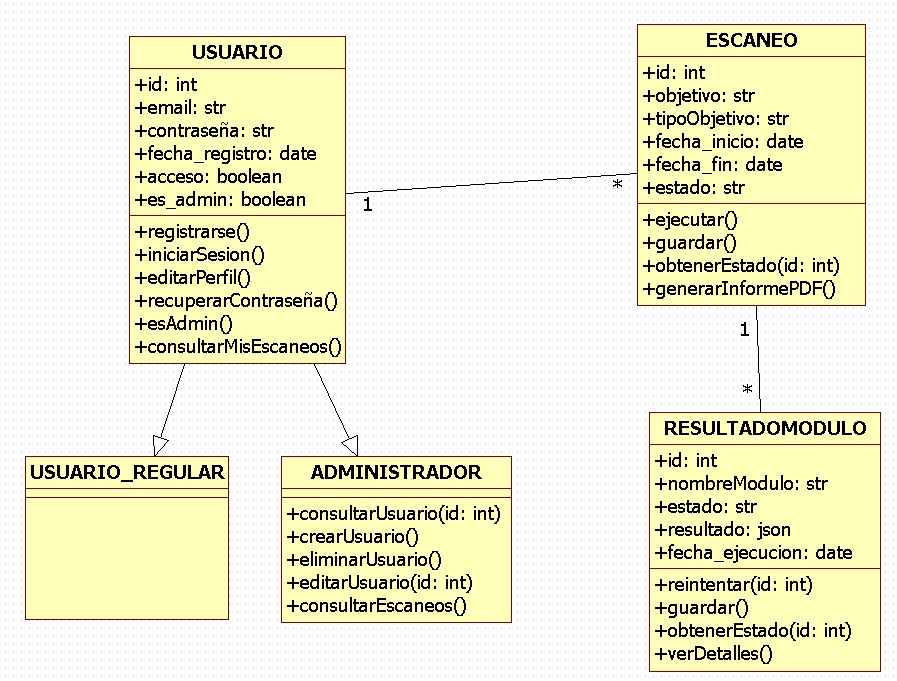 USUARIO
+id: int
+email: str
+contraseña: str
+fecha_registro: date
+acceso: boolean
+es_admin: boolean
+registrarse()
+iniciarSesion()
+editarPerfil()
+recuperarContraseña()
+esAdmin()
+consultarMisEscaneos()
1
*
ESCANEO
+id: int
+objetivo: str
+tipoObjetivo: str
+fecha_inicio: date
+fecha_fin: date
+estado: str
+ejecutar()
+guardar()
+obtenerEstado(id: int)
+generarInformePDF()
1
*
USUARIO_REGULAR
ADMINISTRADOR
+consultarUsuario(id: int)
+crearUsuario()
+eliminarUsuario()
+editarUsuario(id: int)
+consultarEscaneos()
RESULTADOMODULO
+id: int
+nombreModulo: str
+estado: str
+resultado: json
+fecha_ejecucion: date
+reintentar(id: int)
+guardar()
+obtenerEstado(id: int)
+verDetalles()